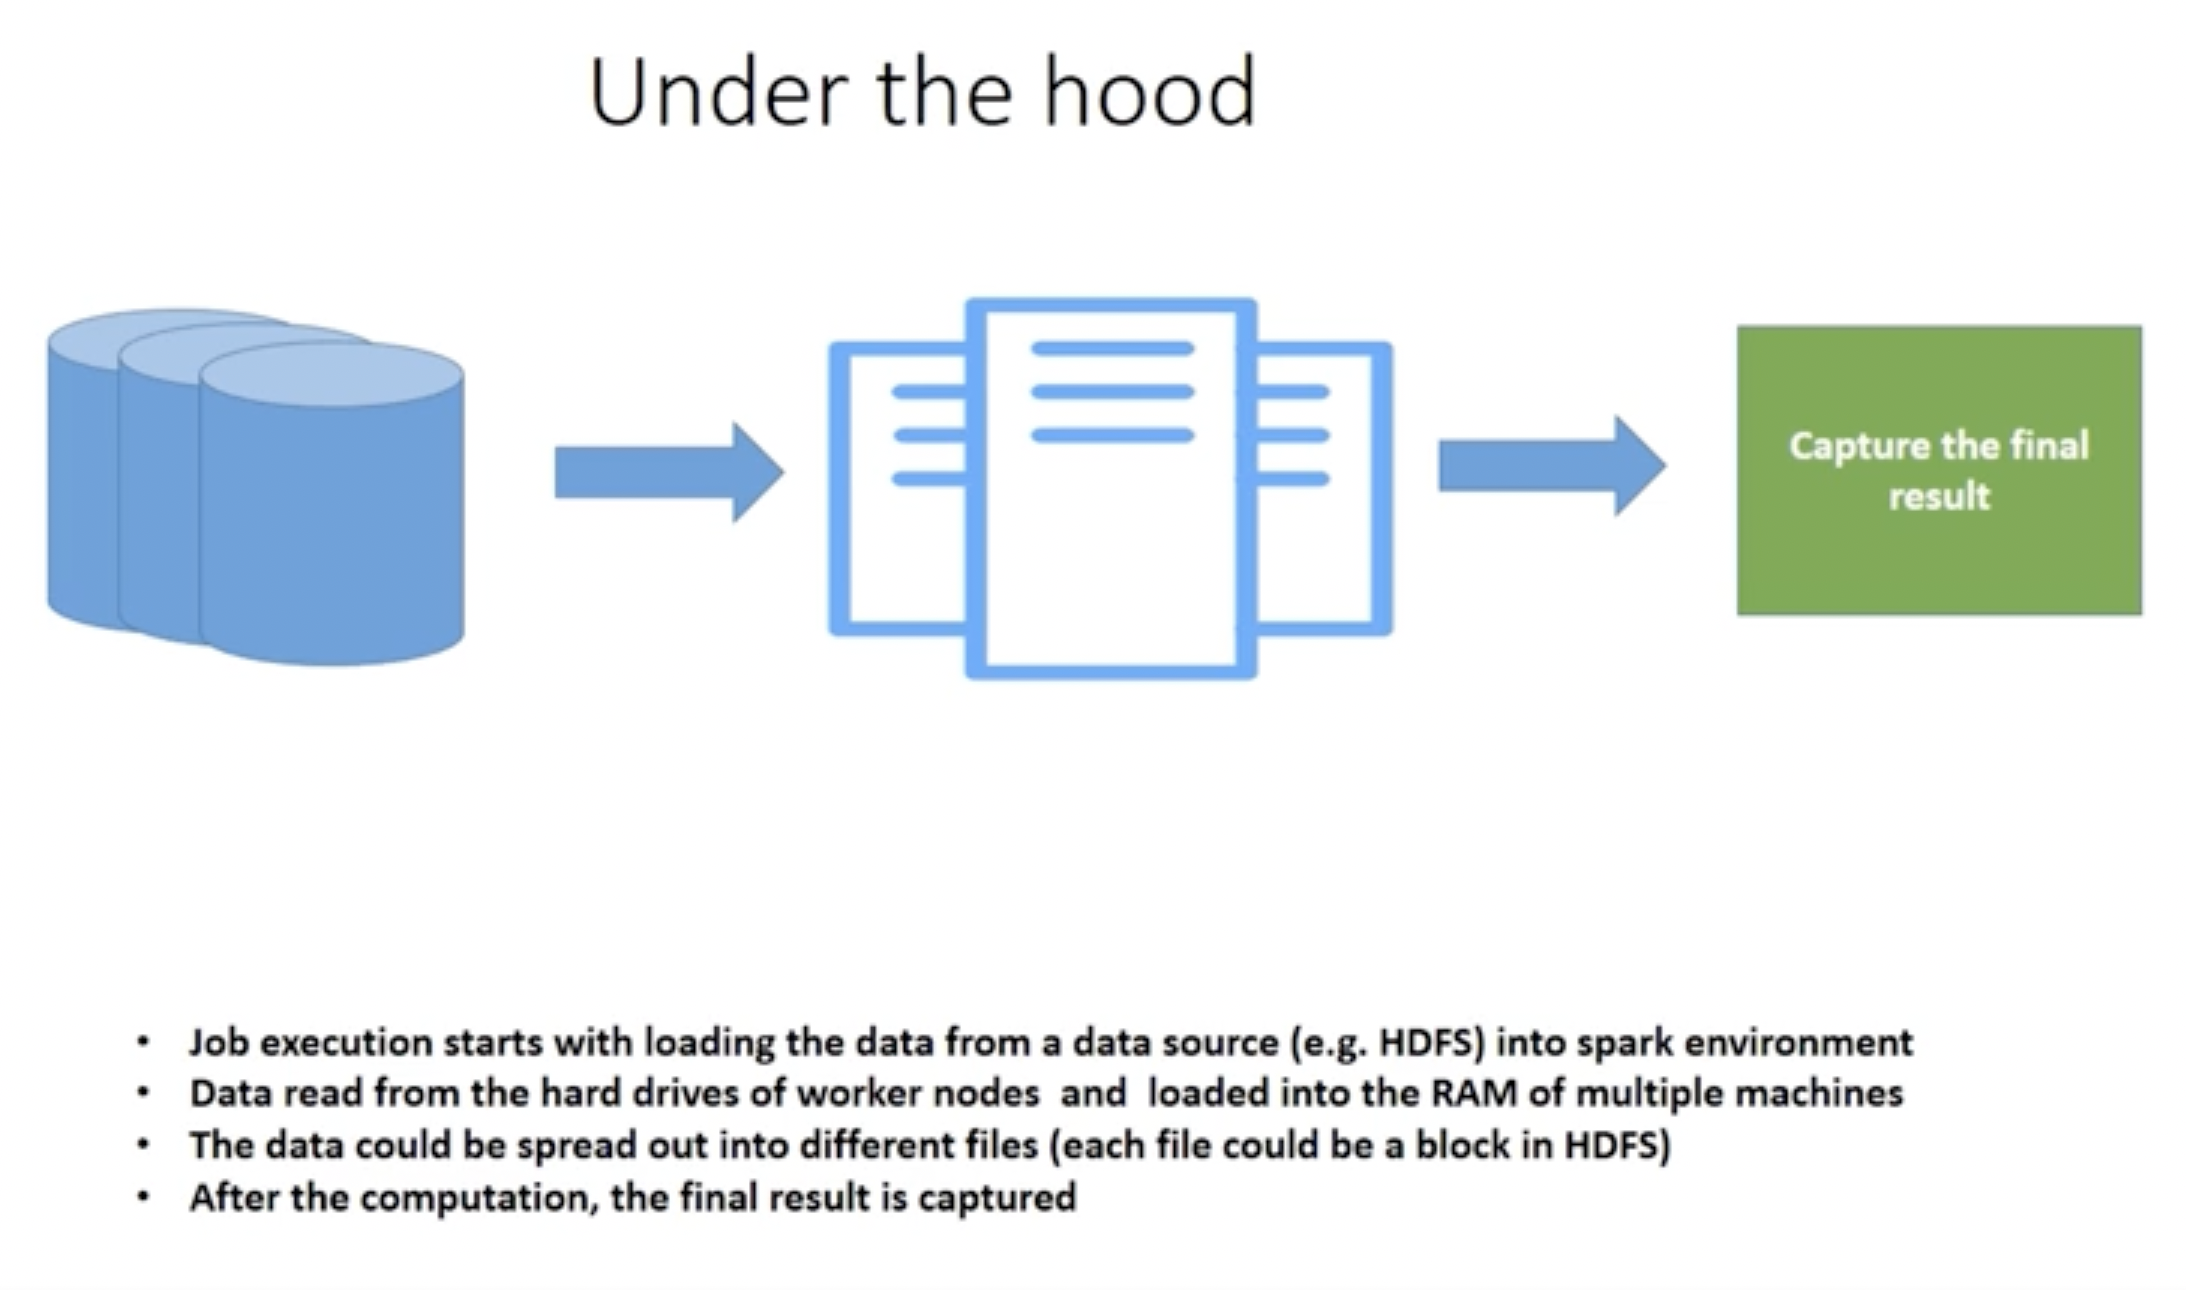 Under the hood
Capture the final
result
• Job execution starts with loading the data from a data source (e.g. HDFS) into spark environment
• Data read from the hard drives of worker nodes  and  loaded into the RAM of multiple machines
• The data could be spread out into different files (each file could be a block in HDFS)
• After the computation, the final result is captured